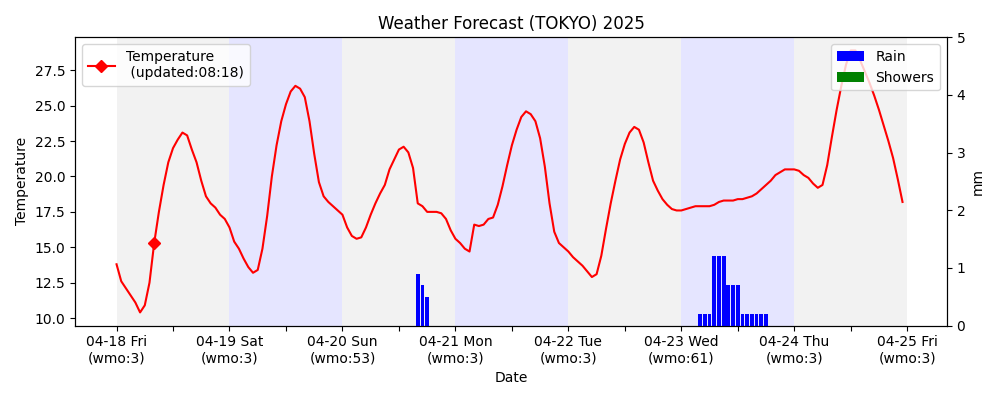 Weather Forecast (TOKYO) 2025
Temperature
(updated:08:18)
Rain
Showers
Temperature
27.5
25.0
22.5
20.0
17.5
15.0
12.5
10.0
5
4
3
2
1
0
mm
04-18 Fri
(wmo:3)
04-19 Sat
(wmo:3)
04-20 Sun
(wmo:53)
04-21 Mon
(wmo:3)
04-22 Tue
(wmo:3)
04-23 Wed
(wmo:61)
04-24 Thu
(wmo:3)
04-25 Fri
(wmo:3)
Date